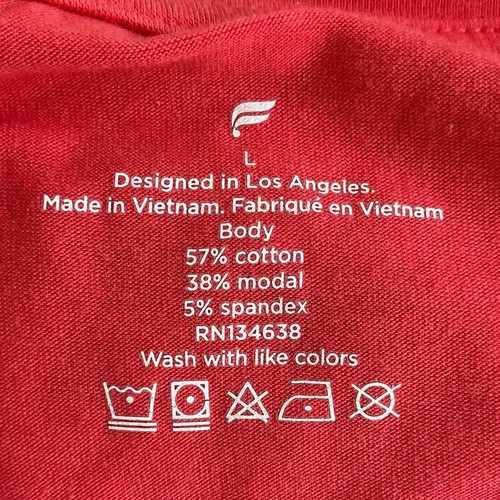 L
Designed in Los Angeles.
Made in Vietnam. Fabriqué en Vietnam
Body
57% cotton
38% modal
5% spandex
RN134638
Wash with like colors